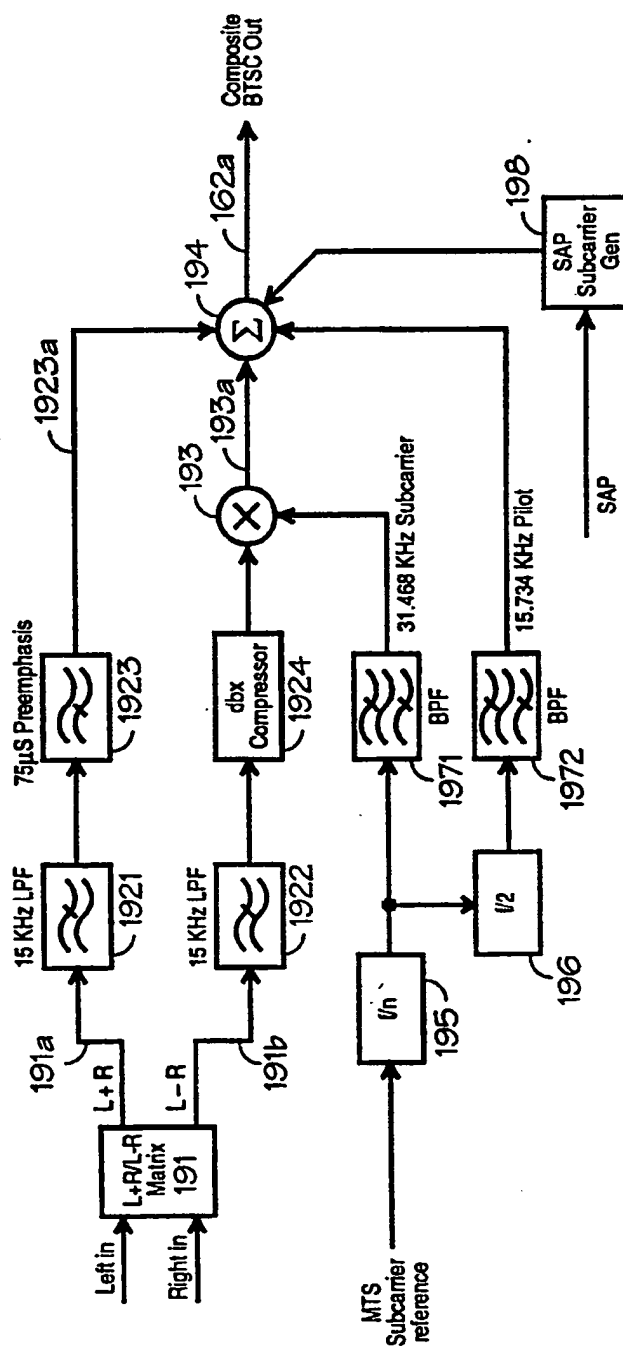 Left in
Right in
L+R/L-R
Matrix
191
L+R
L-R
191a
191b
15 KHz LPF
1921
15 KHz LPF
1922
75µS Preemphasis
1923
dbx
Compressor
1924
1923a
193
193a
194
Σ
162a
Composite
BTSC Out
MTS
Subcarrier
reference
f/n
195
f/2
196
BPF
1971
31.468 KHz Subcarrier
BPF
1972
15.734 KHz Pilot
SAP
SAP
Subcarrier
Gen
198